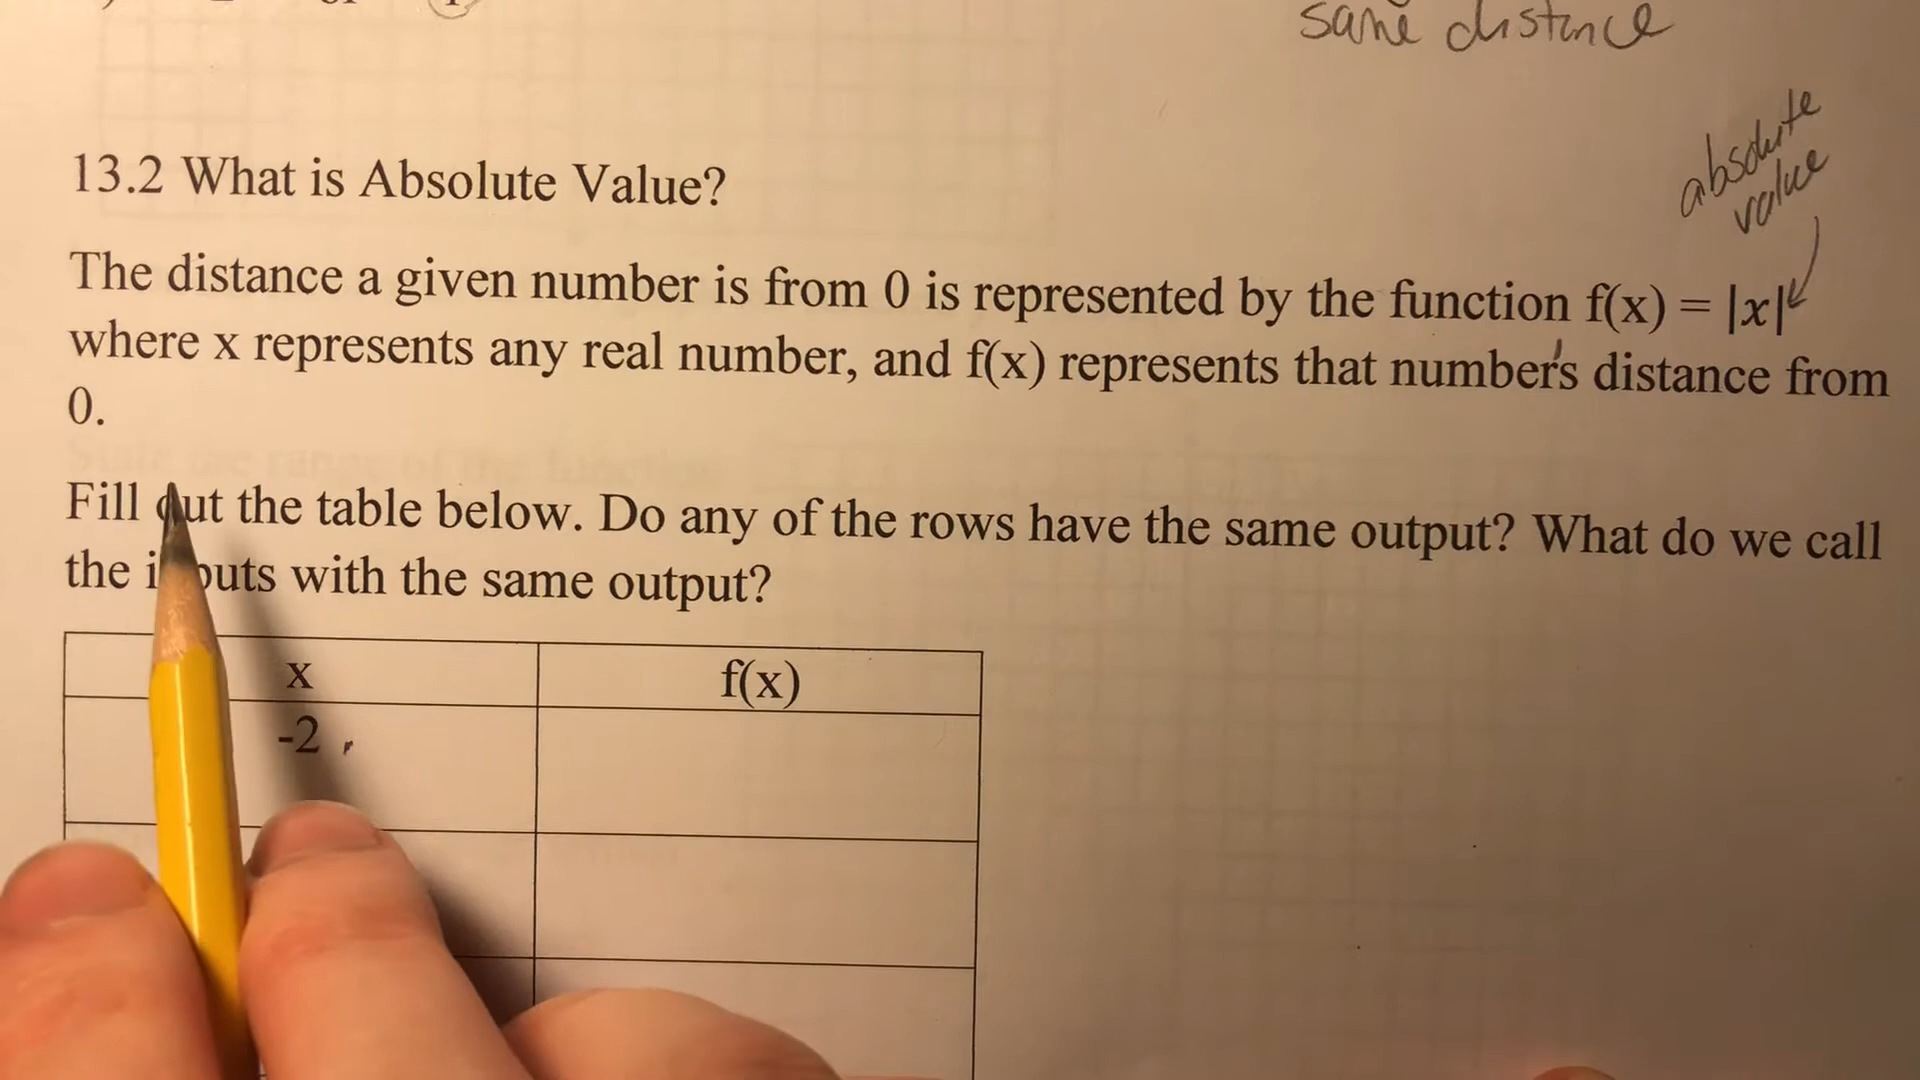 same distance
absolute
value
13.2 What is Absolute Value?
The distance a given number is from 0 is represented by the function f(x) = |x|
where x represents any real number, and f(x) represents that number's distance from
0.
Fill out the table below. Do any of the rows have the same output? What do we call
the inputs with the same output?
x f(x)
-2